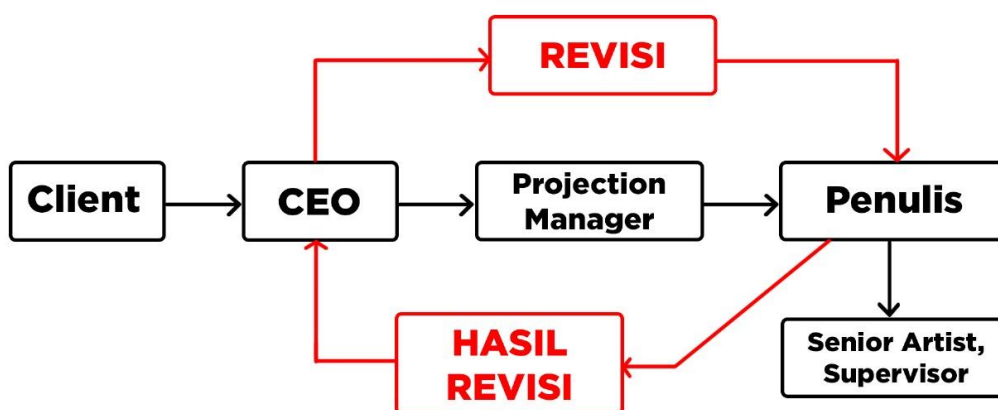 REVISI
Client
CEO
Projection
Manager
Penulis
HASIL
REVISI
Senior Artist,
Supervisor